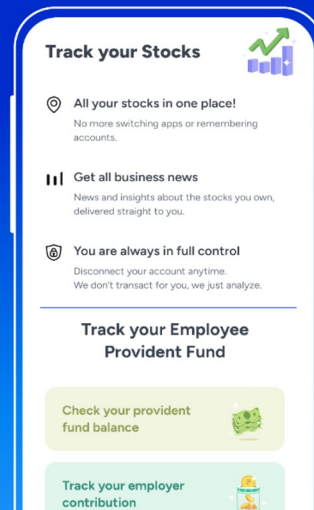 Track your Stocks
All your stocks in one place!
No more switching apps or remembering
accounts.
Get all business news
News and insights about the stocks you own,
delivered straight to you.
You are always in full control
Disconnect your account anytime.
We don't transact for you, we just analyze.
Track your Employee
Provident Fund
Check your provident
fund balance
Track your employer
contribution